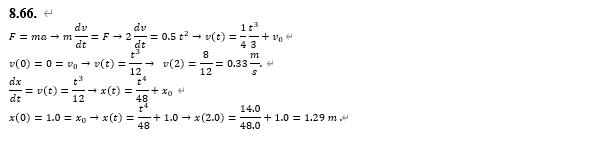 8.66. ↵
F = ma → m dv/dt = F → 2 dv/dt = 0.5 t² → v(t) = 1/4 t³/3 + v₀ ↵
v(0) = 0 = v₀ → v(t) = t³/12 → v(2) = 8/12 = 0.33 m/s. ↵
dx/dt = v(t) = t³/12 → x(t) = t⁴/48 + x₀ ↵
x(0) = 1.0 = x₀ → x(t) = t⁴/48 + 1.0 → x(2.0) = 14.0/48.0 + 1.0 = 1.29 m .↵